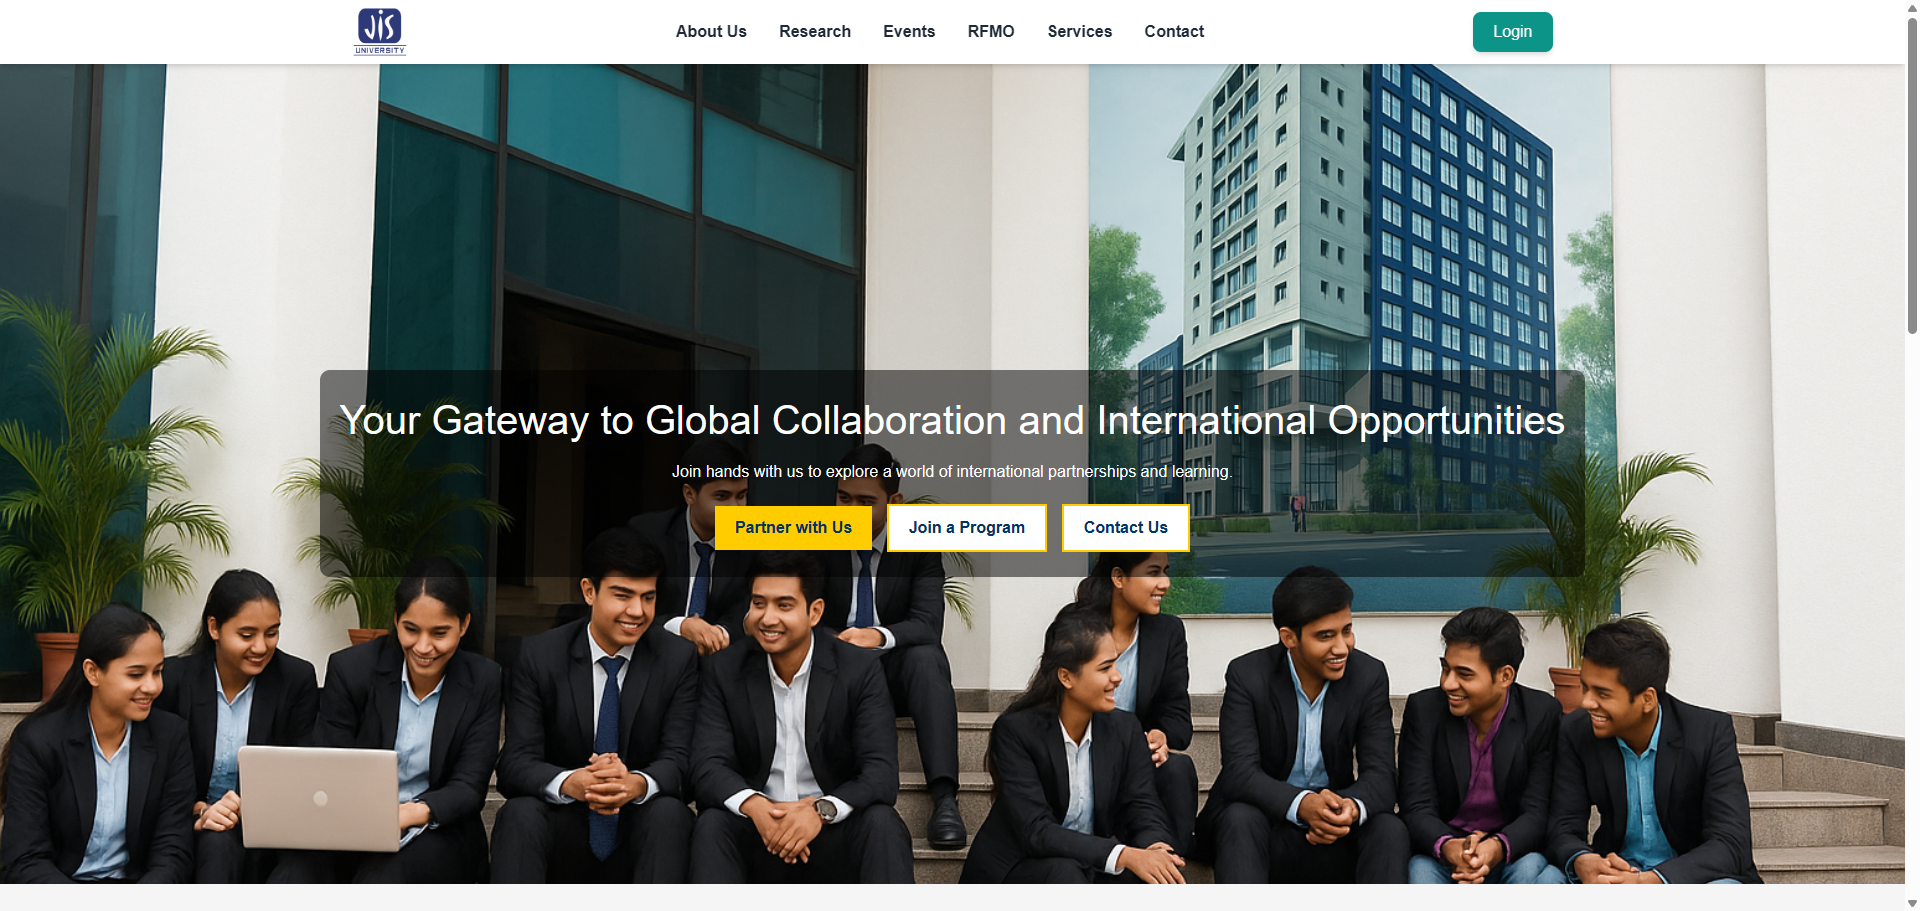 JIS
UNIVERSITY
About Us
Research
Events
RFMO
Services
Contact
Login
Your Gateway to Global Collaboration and International Opportunities
Join hands with us to explore a world of international partnerships and learning.
Partner with Us
Join a Program
Contact Us